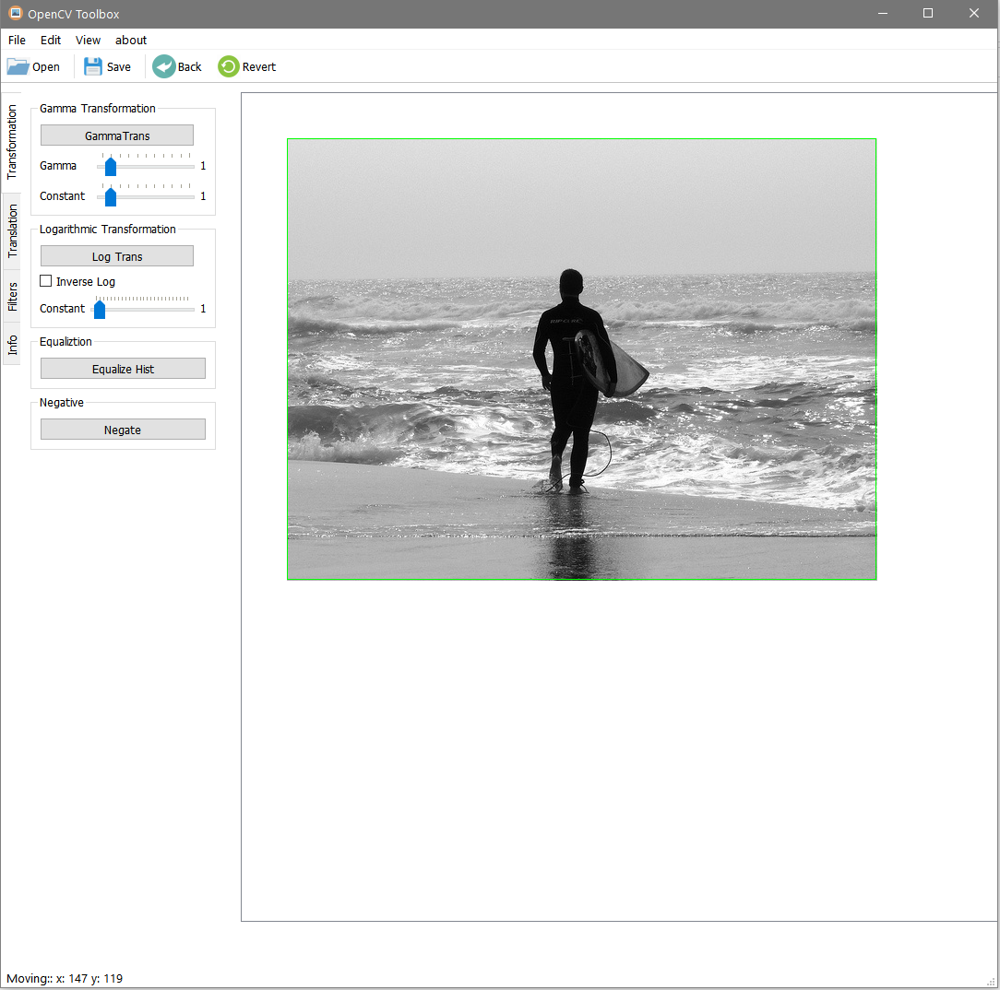 OpenCV Toolbox
File Edit View about
Open Save Back Revert
Transformation
Translation
Filters
Info
Gamma Transformation
GammaTrans
Gamma 1
Constant 1
Logarithmic Transformation
Log Trans
Inverse Log
Constant 1
Equaliztion
Equalize Hist
Negative
Negate
Moving:: x: 147 y: 119